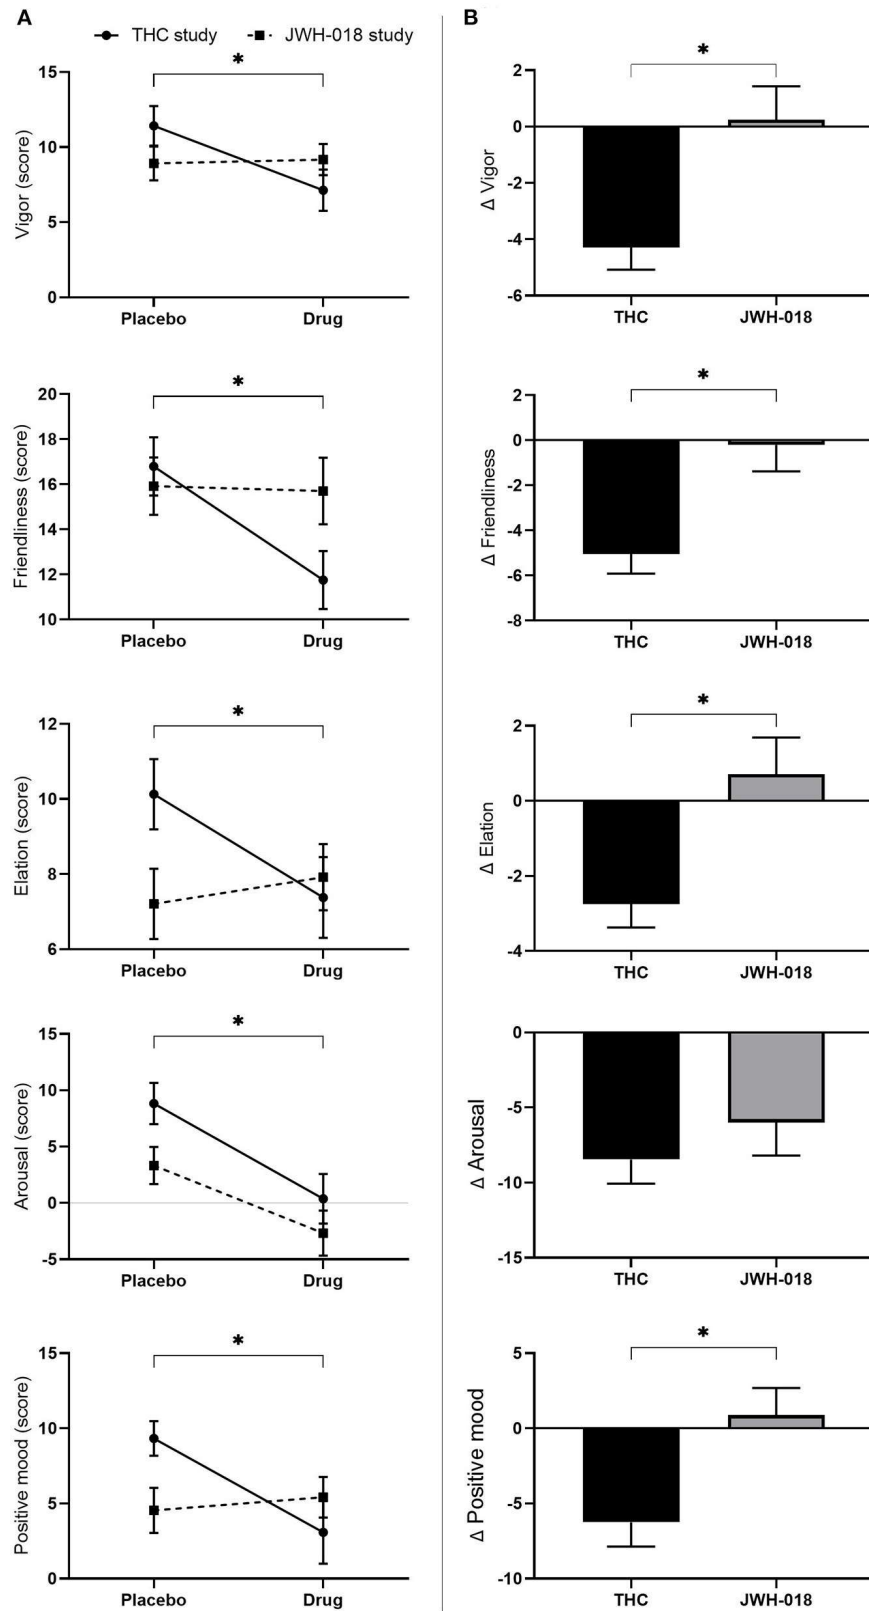 A
B
THC study
JWH-018 study
*
15
10
5
0
Vigor (score)
Placebo
Drug
*
2
0
-2
-4
-6
Δ Vigor
THC
JWH-018
*
20
18
16
14
12
10
Friendliness (score)
Placebo
Drug
*
2
0
-2
-4
-6
-8
Δ Friendliness
THC
JWH-018
*
12
10
8
6
Elation (score)
Placebo
Drug
*
2
0
-2
-4
Δ Elation
THC
JWH-018
*
15
10
5
0
-5
Arousal (score)
Placebo
Drug
0
-5
-10
-15
Δ Arousal
THC
JWH-018
*
15
10
5
0
Positive mood (score)
Placebo
Drug
*
5
0
-5
-10
Δ Positive mood
THC
JWH-018